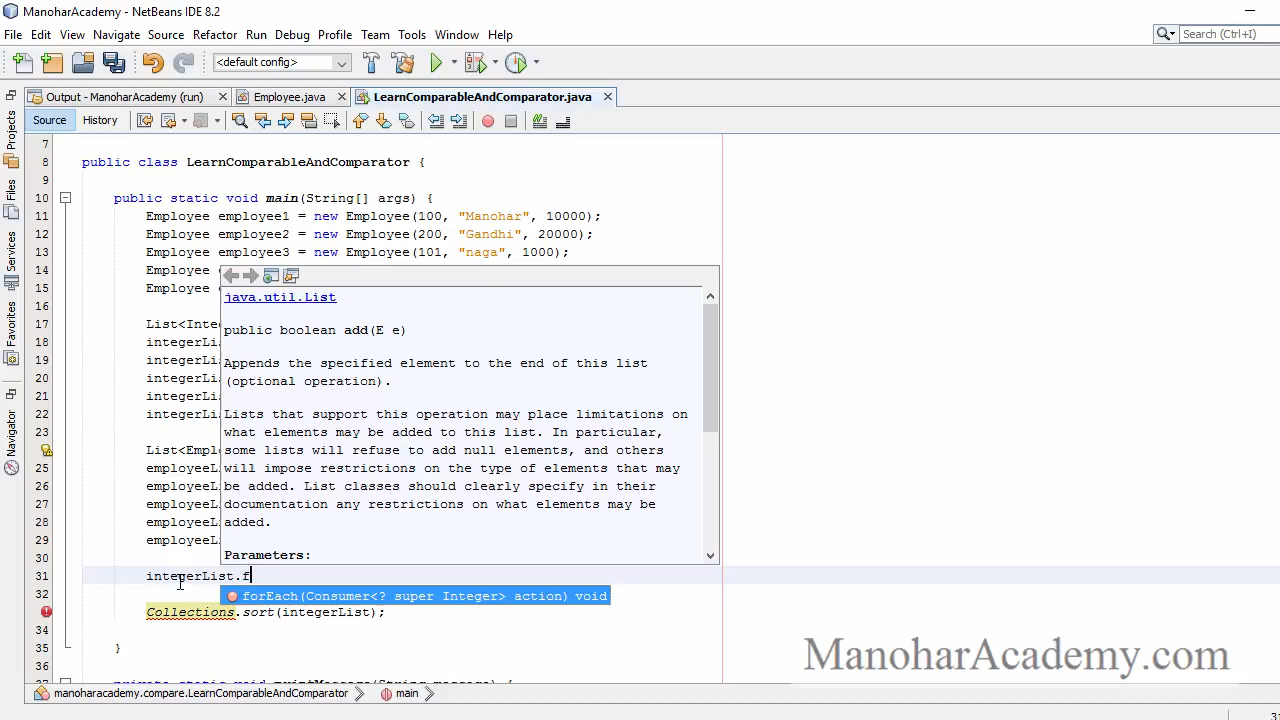 ManoharAcademy - NetBeans IDE 8.2
File Edit View Navigate Source Refactor Run Debug Profile Team Tools Window Help
Search (Ctrl+I)
<default config>
Output - ManoharAcademy (run) Employee.java LearnComparableAndComparator.java
Source History
Projects
Files
Services
Favorites
Navigator
7
8 public class LearnComparableAndComparator {
9
10 public static void main(String[] args) {
11 Employee employee1 = new Employee(100, "Manohar", 10000);
12 Employee employee2 = new Employee(200, "Gandhi", 20000);
13 Employee employee3 = new Employee(101, "naga", 1000);
14 Employee
15 Employee
16
17 List<Inte
18 integerLi
19 integerLi
20 integerLi
21 integerLi
22 integerLi
23
List<Empl
25 employeeL
26 employeeL
27 employeeL
28 employeeL
29 employeeL
30
31 integerList.f
32
Collections.sort(integerList);
34
35 }
36
java.util.List
public boolean add(E e)
Appends the specified element to the end of this list
(optional operation).
Lists that support this operation may place limitations on
what elements may be added to this list. In particular,
some lists will refuse to add null elements, and others
will impose restrictions on the type of elements that may
be added. List classes should clearly specify in their
documentation any restrictions on what elements may be
added.
Parameters:
forEach(Consumer<? super Integer> action) void
ManoharAcademy.com
manoharacademy.compare.LearnComparableAndComparator main